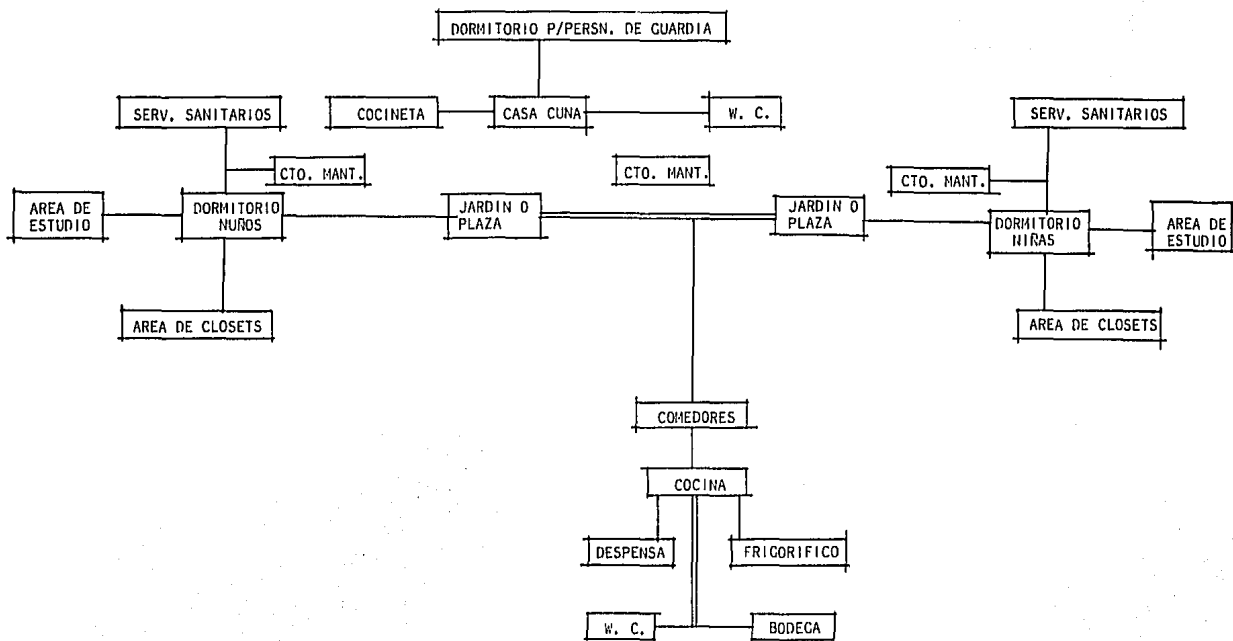 DORMITORIO P/PERSN. DE GUARDIA
SERV. SANITARIOS
COCINETA
CASA CUNA
W. C.
SERV. SANITARIOS
CTO. MANT.
CTO. MANT.
CTO. MANT.
AREA DE
ESTUDIO
DORMITORIO
NUÑOS
JARDIN O
PLAZA
JARDIN O
PLAZA
DORMITORIO
NIÑAS
AREA DE
ESTUDIO
AREA DE CLOSETS
AREA DE CLOSETS
COMEDORES
COCINA
DESPENSA
FRIGORIFICO
W. C.
BODEGA